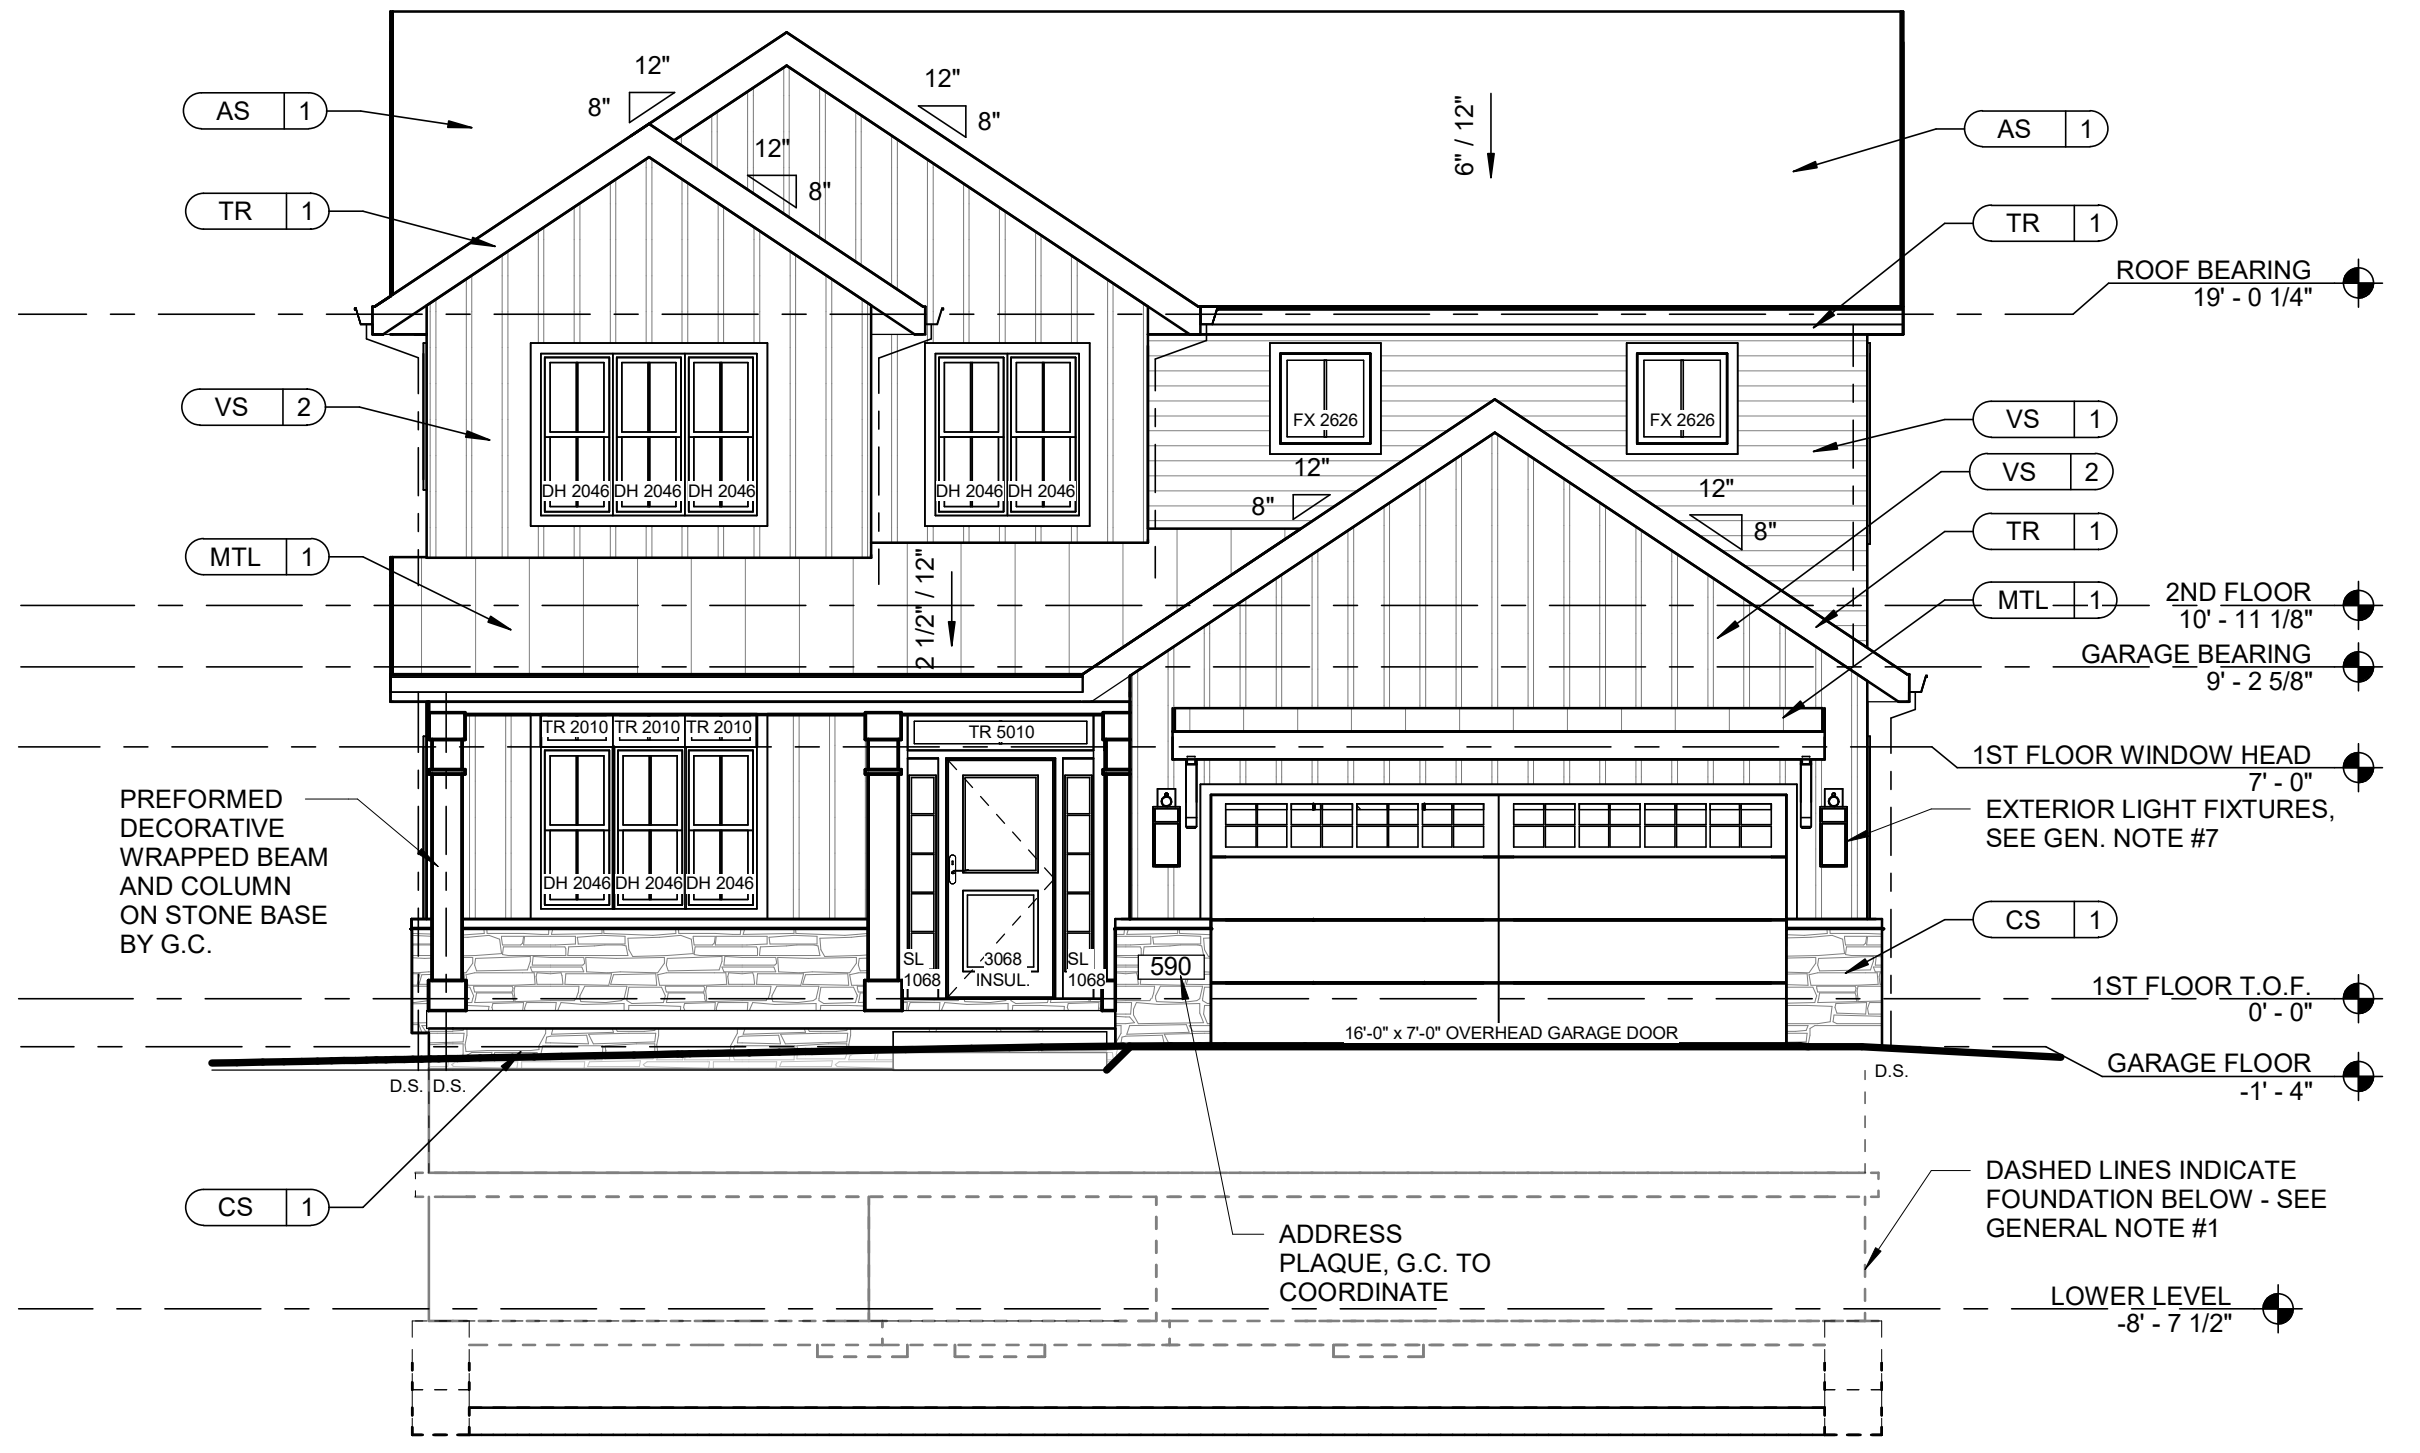 12"
8"
12"
8"
12"
8"
6" / 12"
AS 1
AS 1
TR 1
TR 1
ROOF BEARING
19' - 0 1/4"
VS 2
VS 1
FX 2626
FX 2626
12"
8"
12"
8"
VS 2
DH 2046 DH 2046 DH 2046
DH 2046 DH 2046
TR 1
MTL 1
2 1/2" / 12"
MTL 1
2ND FLOOR
10' - 11 1/8"
GARAGE BEARING
9' - 2 5/8"
TR 2010 TR 2010 TR 2010
TR 5010
1ST FLOOR WINDOW HEAD
7' - 0"
PREFORMED
DECORATIVE
WRAPPED BEAM
AND COLUMN
ON STONE BASE
BY G.C.
EXTERIOR LIGHT FIXTURES,
SEE GEN. NOTE #7
DH 2046 DH 2046 DH 2046
CS 1
SL
1068
3068
INSUL.
SL
1068
590
1ST FLOOR T.O.F.
0' - 0"
16'-0" x 7'-0" OVERHEAD GARAGE DOOR
GARAGE FLOOR
-1' - 4"
D.S. D.S.
D.S.
CS 1
ADDRESS
PLAQUE, G.C. TO
COORDINATE
DASHED LINES INDICATE
FOUNDATION BELOW - SEE
GENERAL NOTE #1
LOWER LEVEL
-8' - 7 1/2"